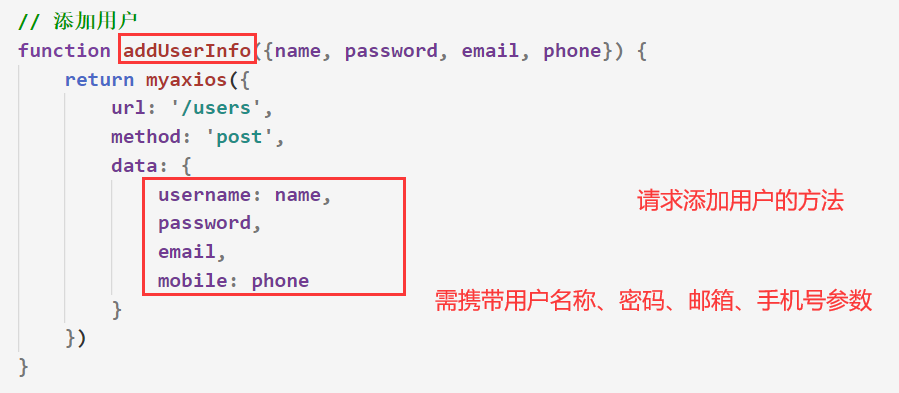 // 添加用户
function addUserInfo({name, password, email, phone}) {
return myaxios({
url: '/users',
method: 'post',
data: {
username: name,
请求添加用户的方法
password,
email,
mobile: phone
需携带用户名称、密码、邮箱、手机号参数
}
})
}